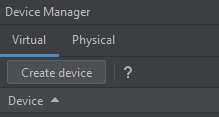 Device Manager
Virtual Physical
Create device ?
Device